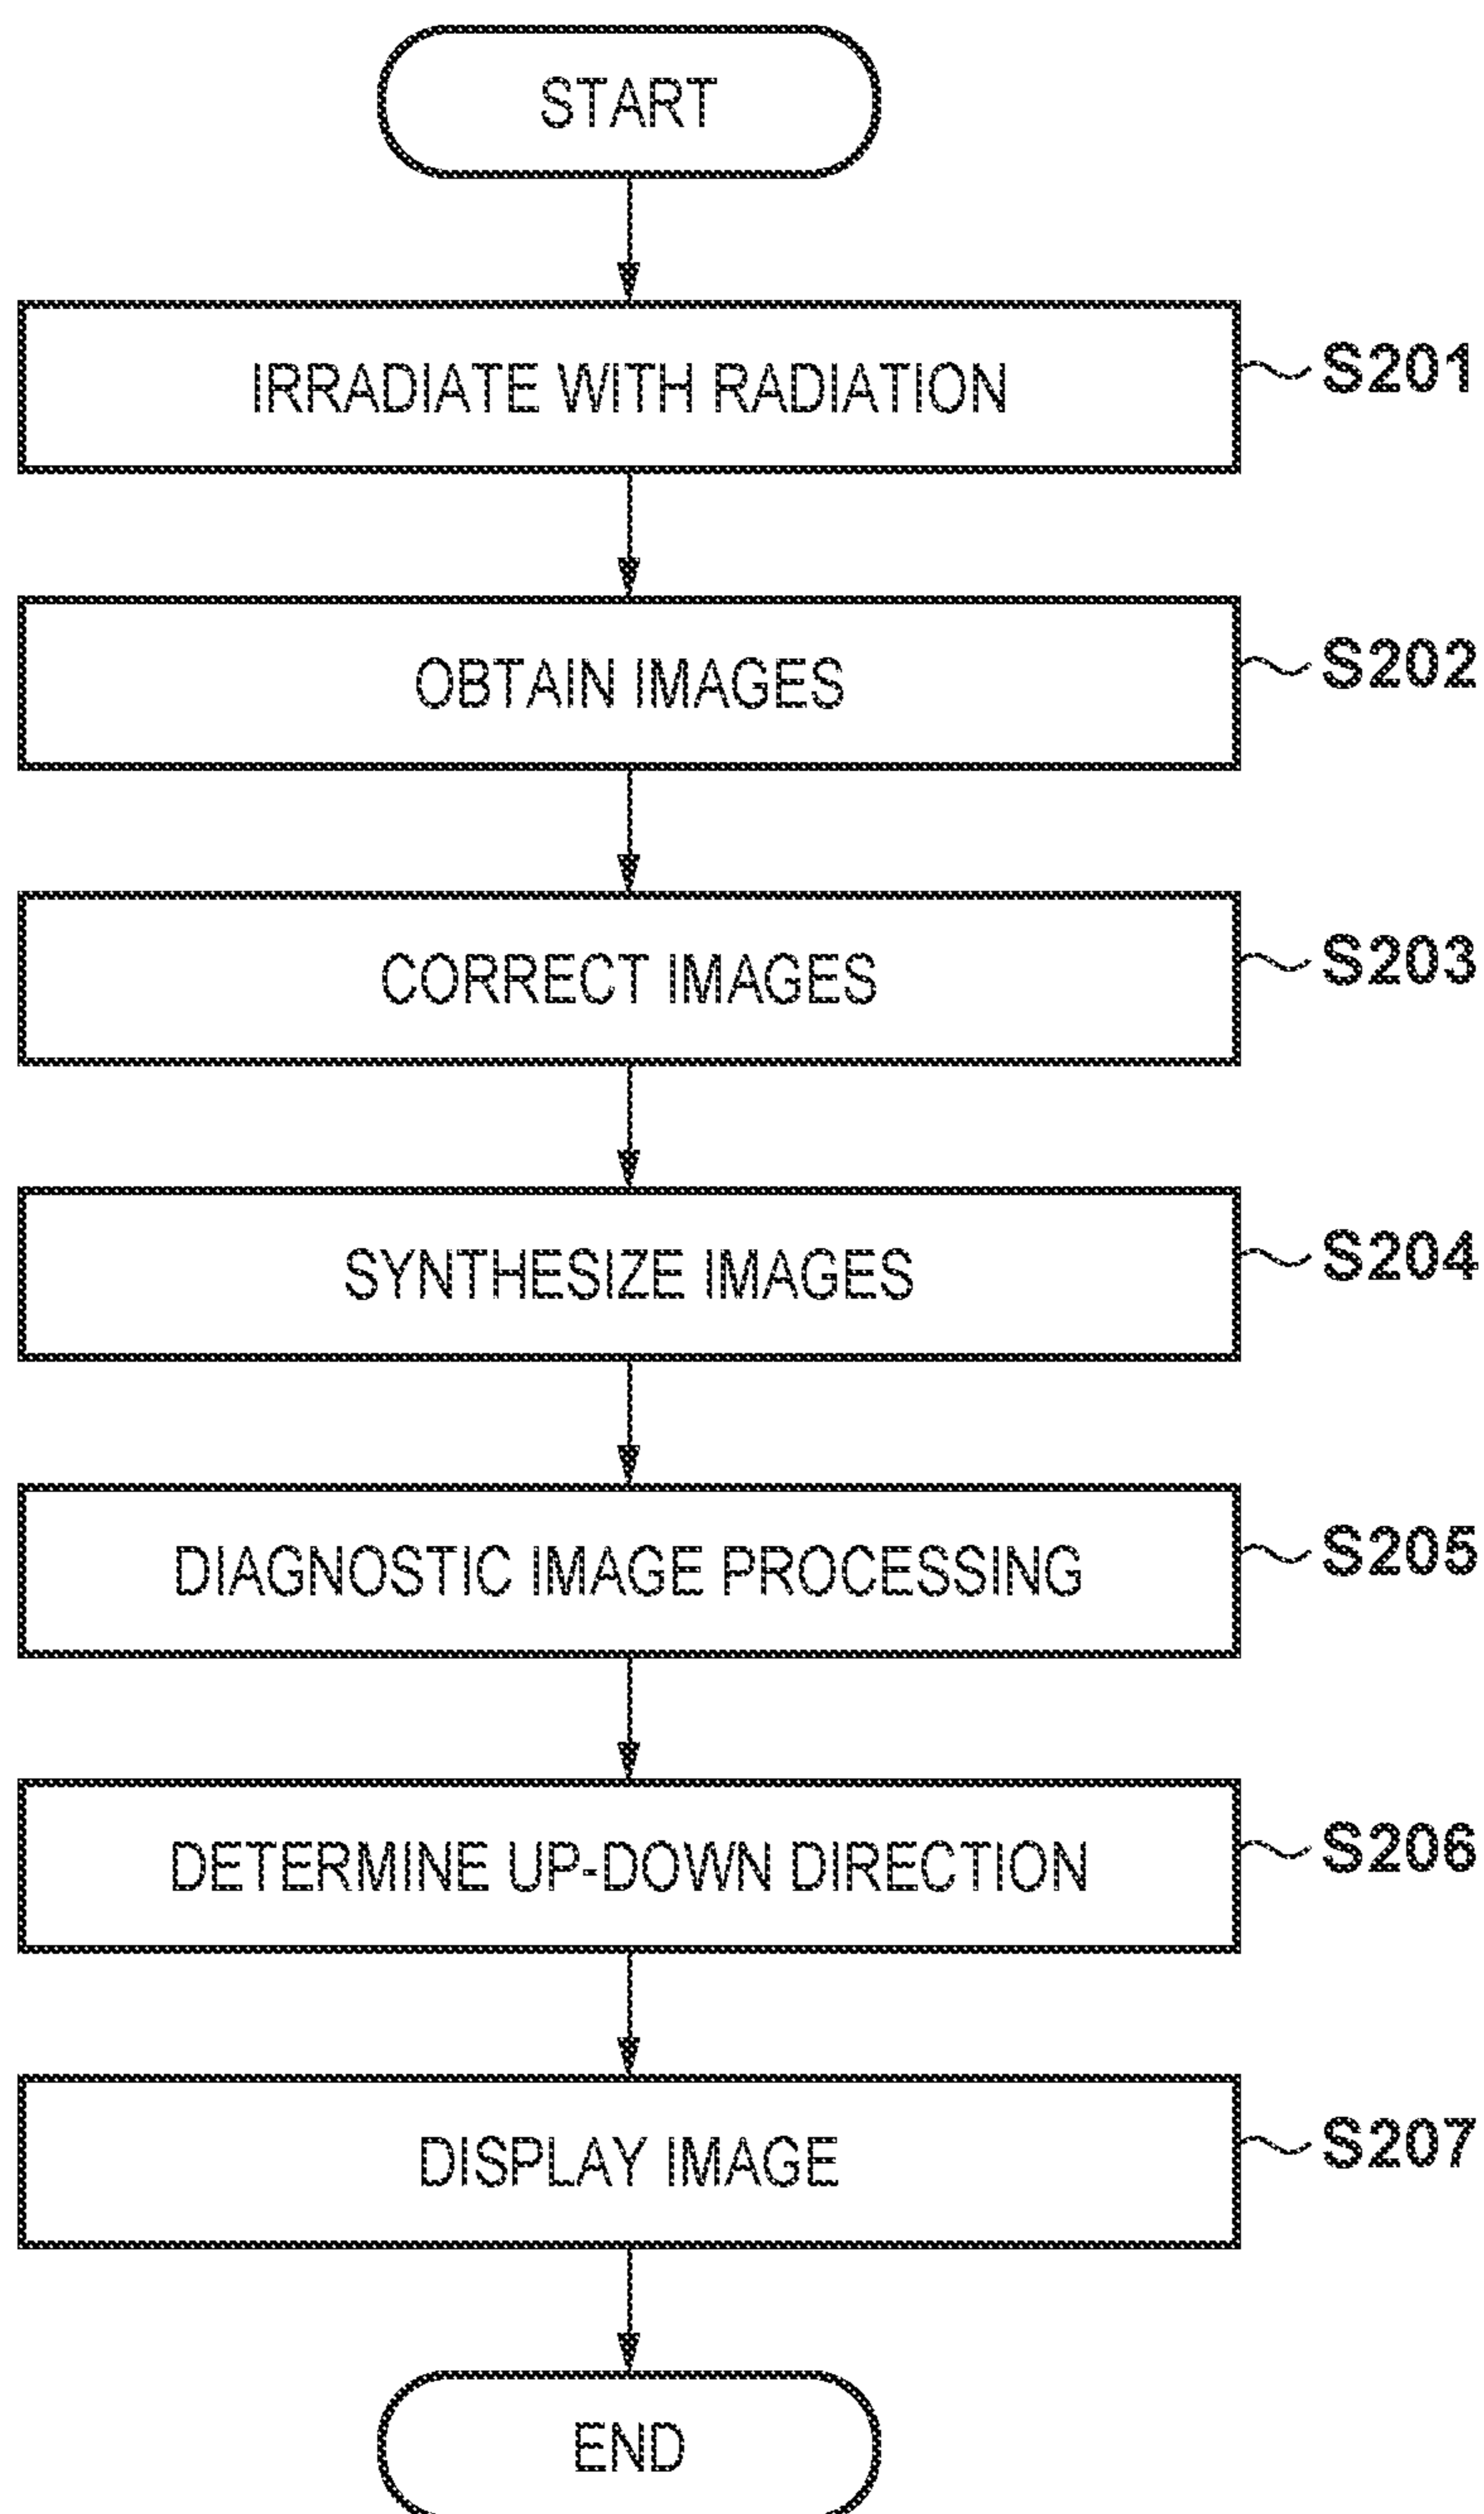 START
IRRADIATE WITH RADIATION
S201
OBTAIN IMAGES
S202
CORRECT IMAGES
S203
SYNTHESIZE IMAGES
S204
DIAGNOSTIC IMAGE PROCESSING
S205
DETERMINE UP-DOWN DIRECTION
S206
DISPLAY IMAGE
S207
END